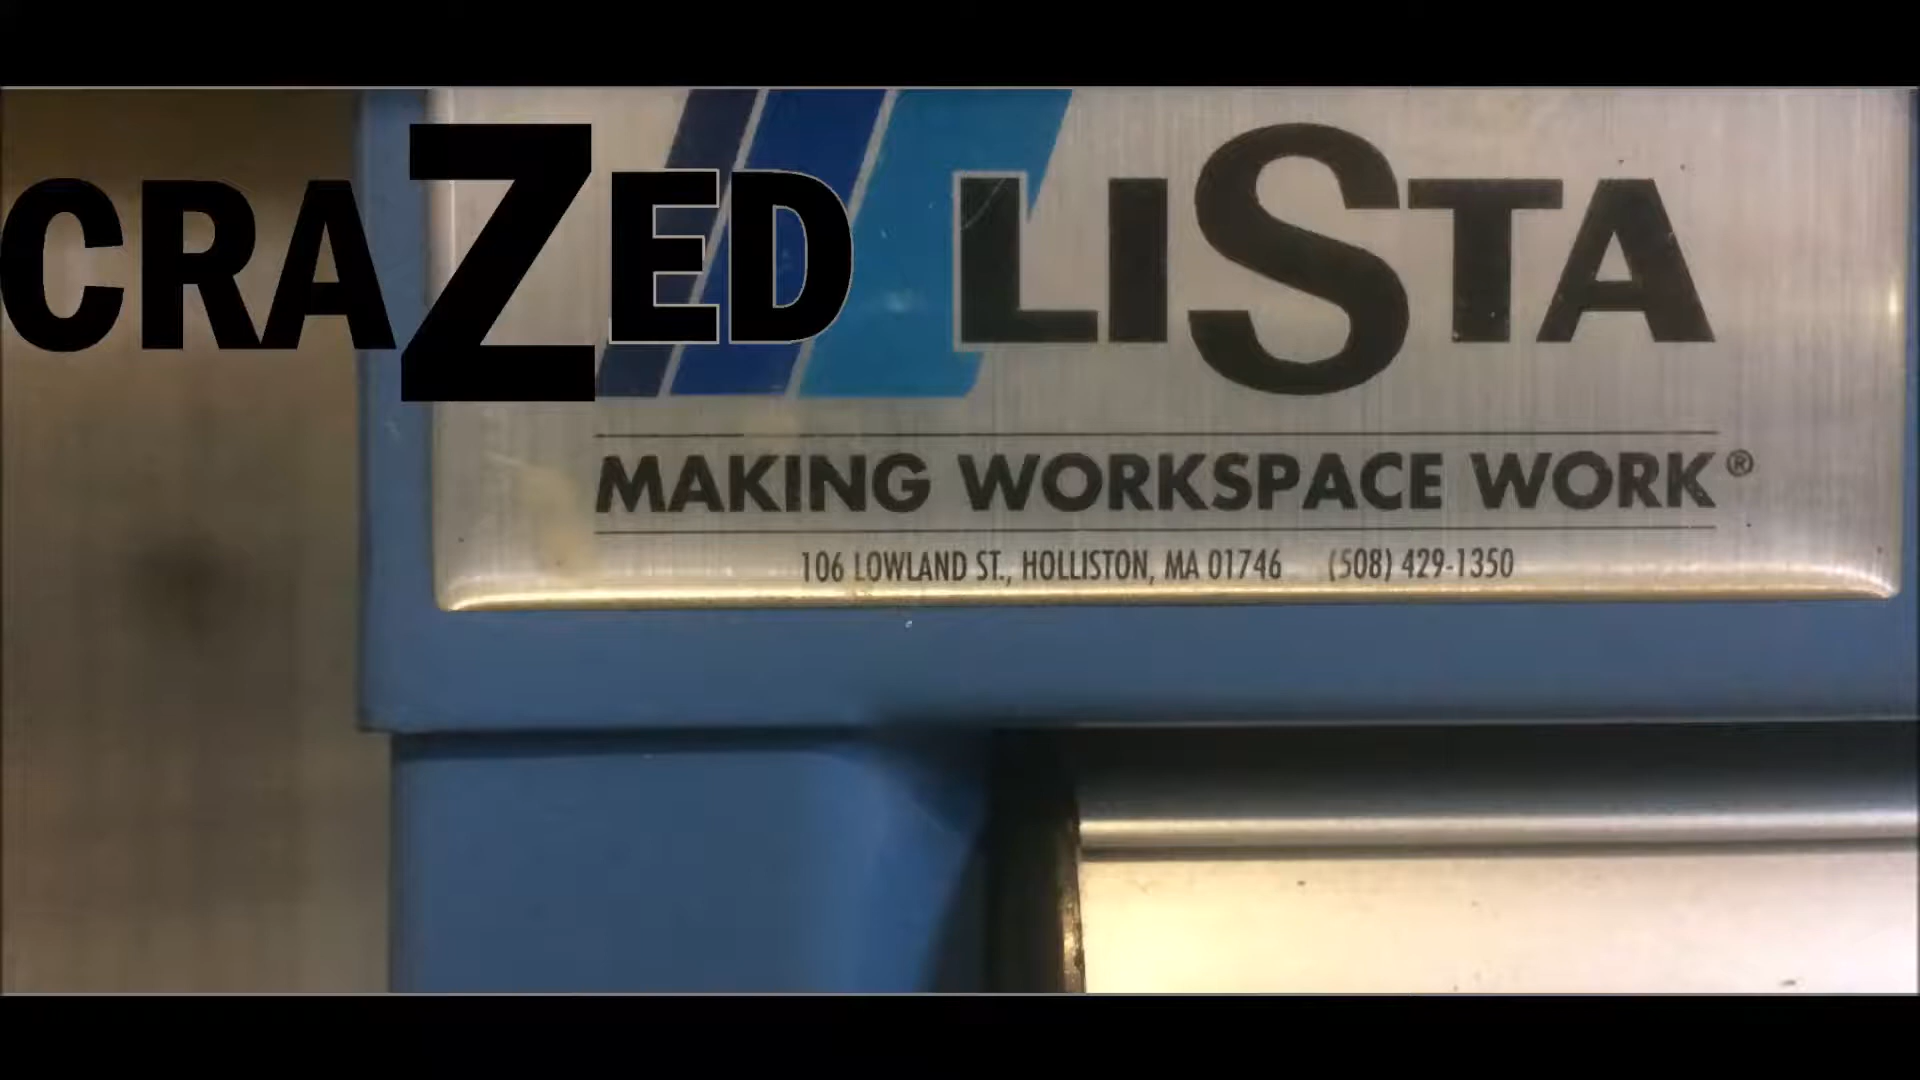 CRAZED LISTA
MAKING WORKSPACE WORK®
106 LOWLAND ST., HOLLISTON, MA 01746 (508) 429-1350